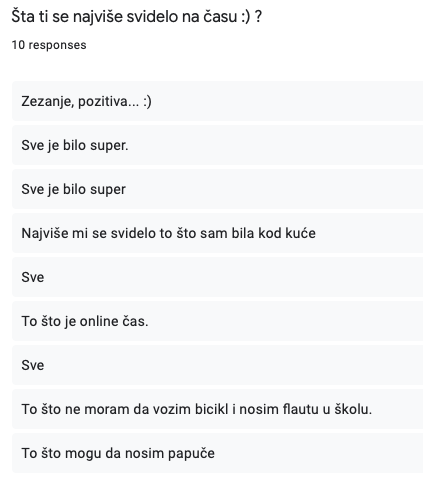 Šta ti se najviše svidelo na času :) ?
10 responses
Zezanje, pozitiva... :)
Sve je bilo super.
Sve je bilo super
Najviše mi se svidelo to što sam bila kod kuće
Sve
To što je online čas.
Sve
To što ne moram da vozim bicikl i nosim flautu u školu.
To što mogu da nosim papuče